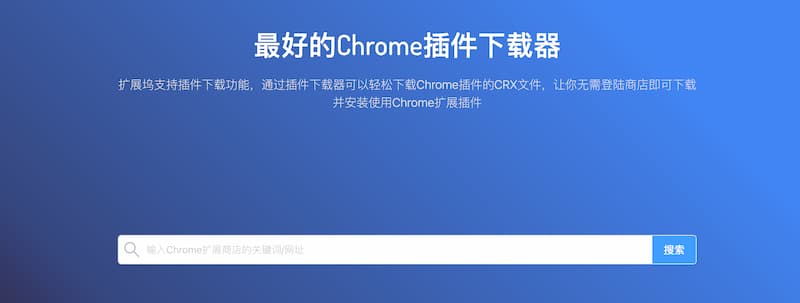 最好的Chrome插件下载器
扩展坞支持插件下载功能，通过插件下载器可以轻松下载Chrome插件的CRX文件，让你无需登陆商店即可下载
并安装使用Chrome扩展插件
输入Chrome扩展商店的关键词/网址
搜索